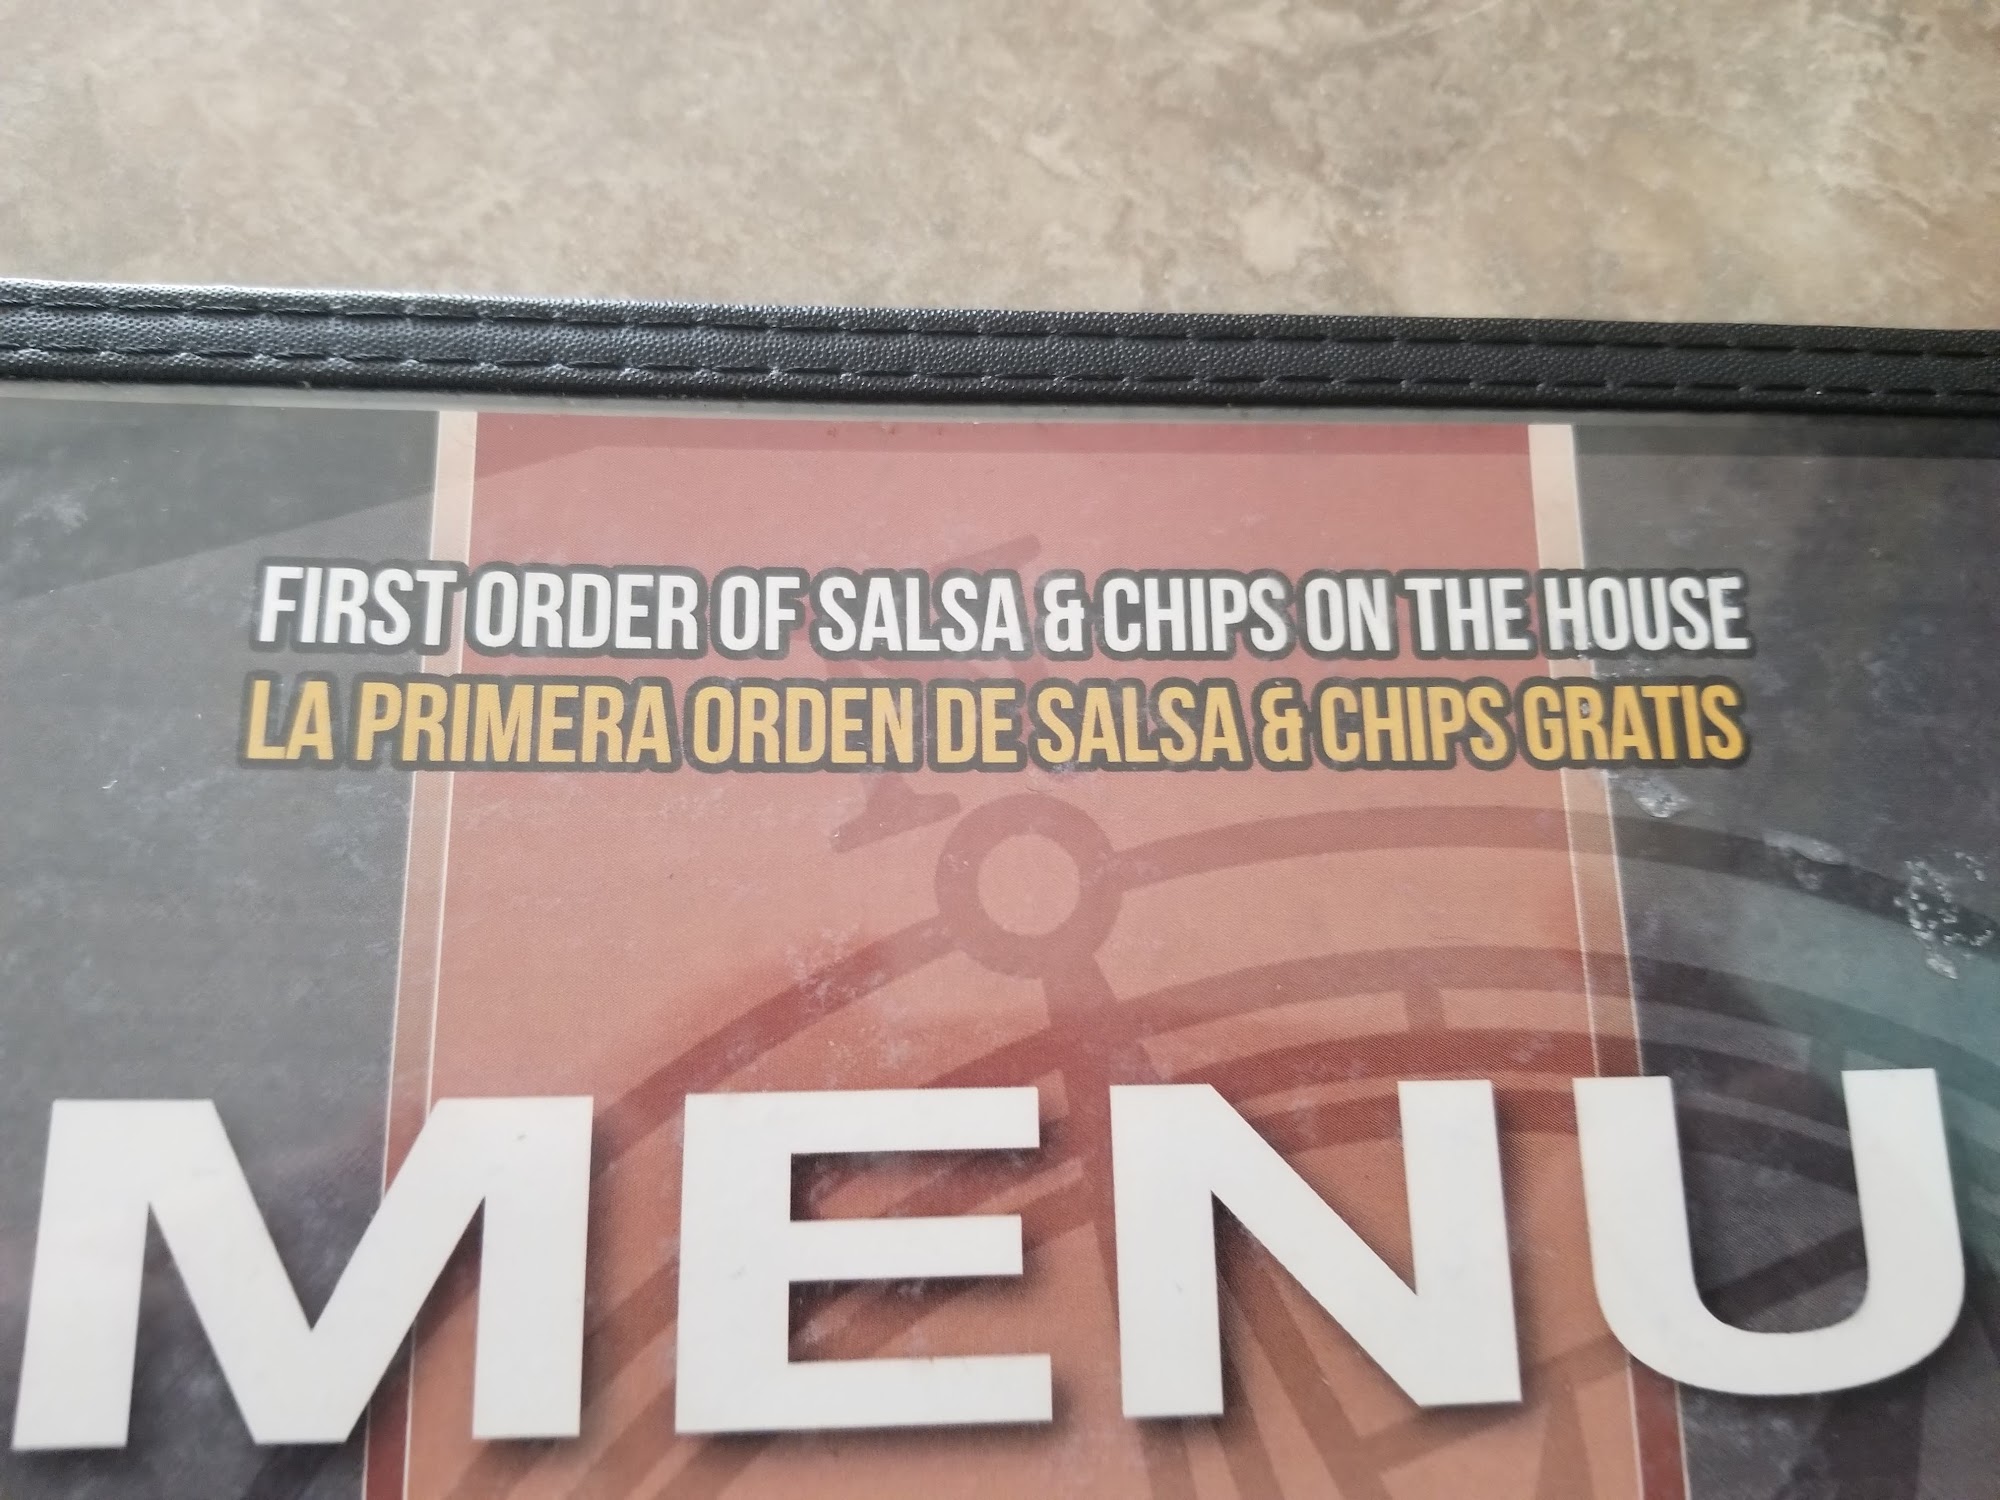 FIRST ORDER OF SALSA & CHIPS ON THE HOUSE
LA PRIMERA ORDEN DE SALSA & CHIPS GRATIS
MENU